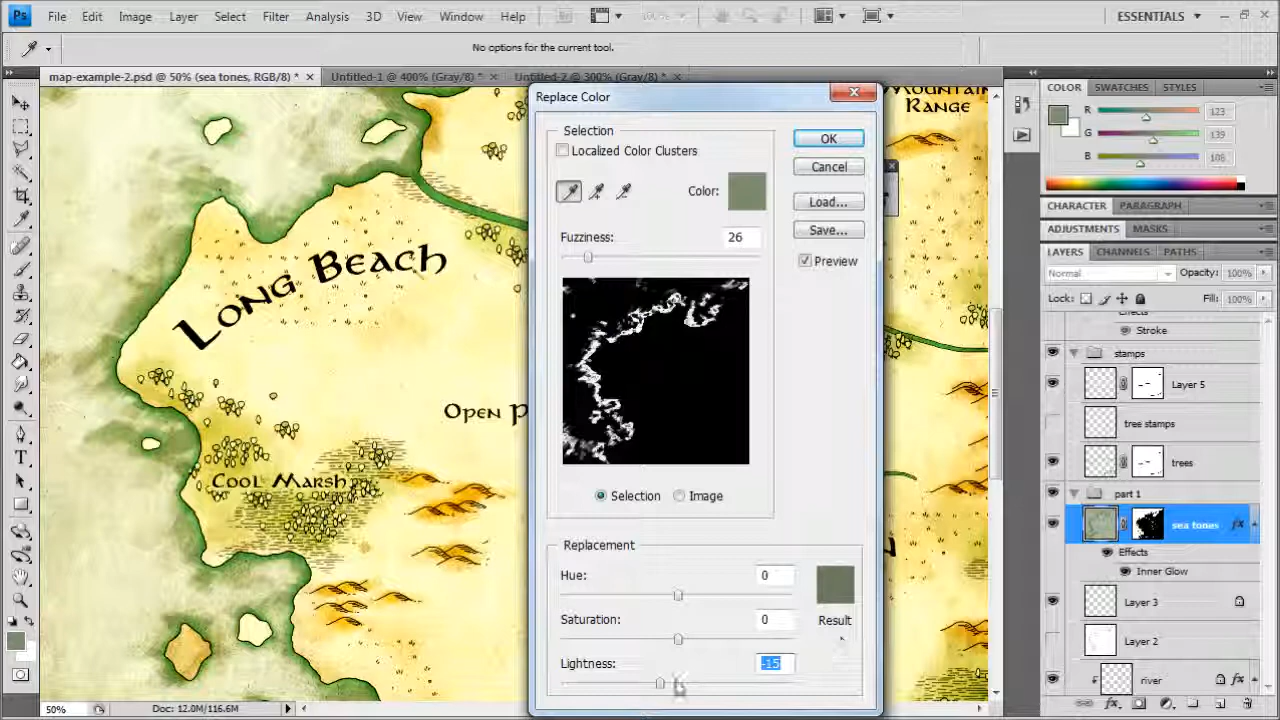 Ps File Edit Image Layer Select Filter Analysis 3D View Window Help 100% ESSENTIALS
No options for the current tool.
map-example-2.psd @ 50% (sea tones, RGB/8) * × Untitled-1 @ 400% (Gray/8) * × Untitled-2 @ 300% (Gray/8) * ×
Replace Color
Selection
Localized Color Clusters
Color:
Fuzziness: 26
Selection Image
Replacement
Hue: 0
Saturation: 0
Result
Lightness: -15
OK
Cancel
Load...
Save...
Preview
Mountain
Range
Long Beach
Open P
Cool Marsh
COLOR SWATCHES STYLES
R 123
G 139
B 108
CHARACTER PARAGRAPH
ADJUSTMENTS MASKS
LAYERS CHANNELS PATHS
Normal Opacity: 100%
Lock: Fill: 100%
Effects
Stroke
stamps
Layer 5
tree stamps
trees
part 1
sea tones fx
Effects
Inner Glow
Layer 3
Layer 2
river fx
50% Doc: 12.0M/116.6M